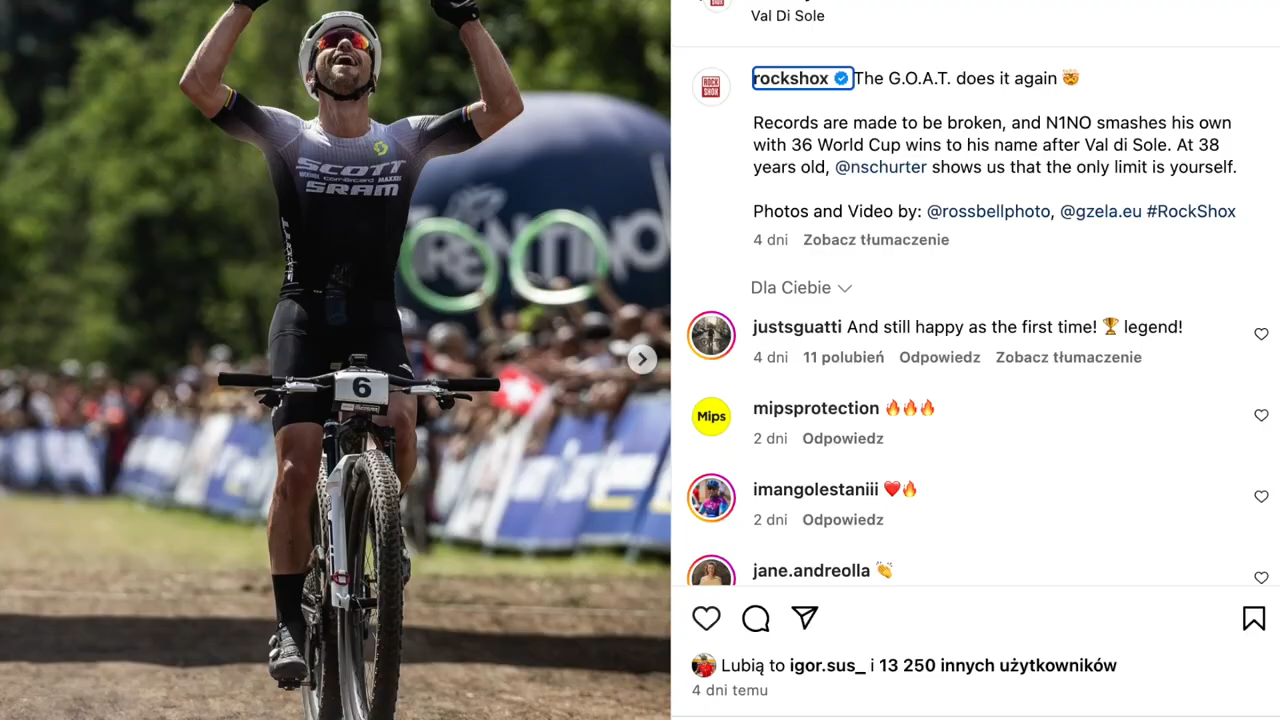 SCOTT
SRAM
SCOTT
6
Val Di Sole
ROCK
SHOX
rockshox The G.O.A.T. does it again 🤯
Records are made to be broken, and N1NO smashes his own
with 36 World Cup wins to his name after Val di Sole. At 38
years old, @nschurter shows us that the only limit is yourself.
Photos and Video by: @rossbellphoto, @gzela.eu #RockShox
4 dni Zobacz tłumaczenie
Dla Ciebie
justsguatti And still happy as the first time! 🏆 legend!
4 dni 11 polubień Odpowiedz Zobacz tłumaczenie
Mips
mipsprotection 🔥🔥🔥
2 dni Odpowiedz
imangolestaniii ❤️🔥
2 dni Odpowiedz
jane.andreolla 👏
Lubią to igor.sus_ i 13 250 innych użytkowników
4 dni temu